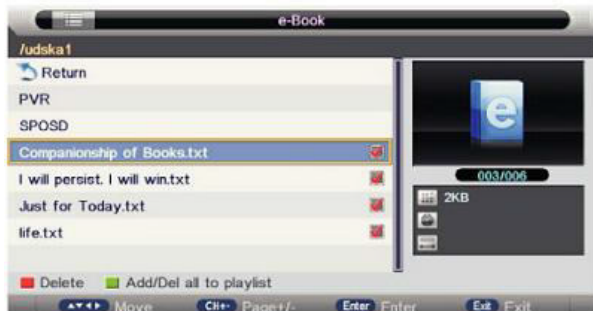 e-Book
/udska1
Return
PVR
SPOSD
Companionship of Books.txt
I will persist. I will win.txt
Just for Today.txt
life.txt
003/006
2KB
Delete Add/Del all to playlist
Move CH+- Page+/- Enter Enter Exit Exit